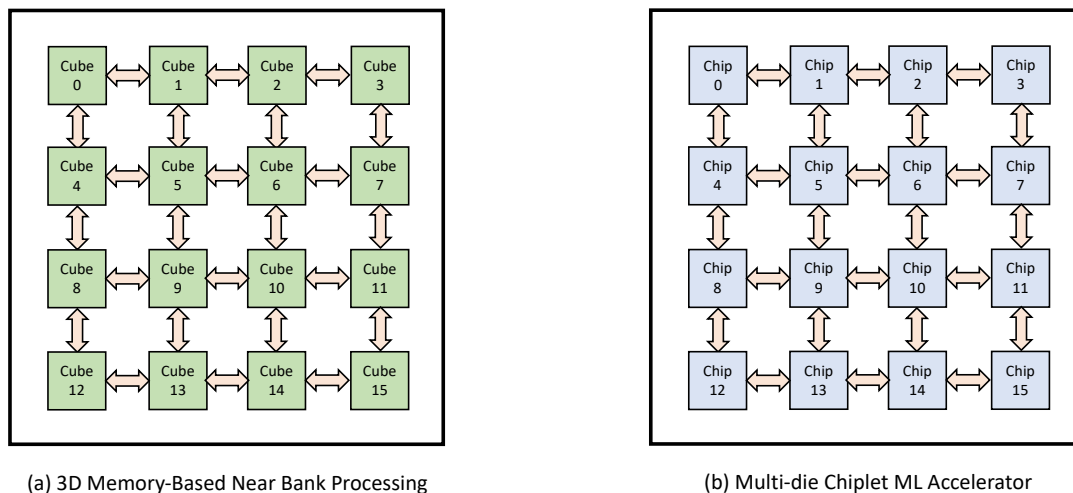 Cube
0
Cube
1
Cube
2
Cube
3
Cube
4
Cube
5
Cube
6
Cube
7
Cube
8
Cube
9
Cube
10
Cube
11
Cube
12
Cube
13
Cube
14
Cube
15
(a) 3D Memory-Based Near Bank Processing
Chip
0
Chip
1
Chip
2
Chip
3
Chip
4
Chip
5
Chip
6
Chip
7
Chip
8
Chip
9
Chip
10
Chip
11
Chip
12
Chip
13
Chip
14
Chip
15
(b) Multi-die Chiplet ML Accelerator